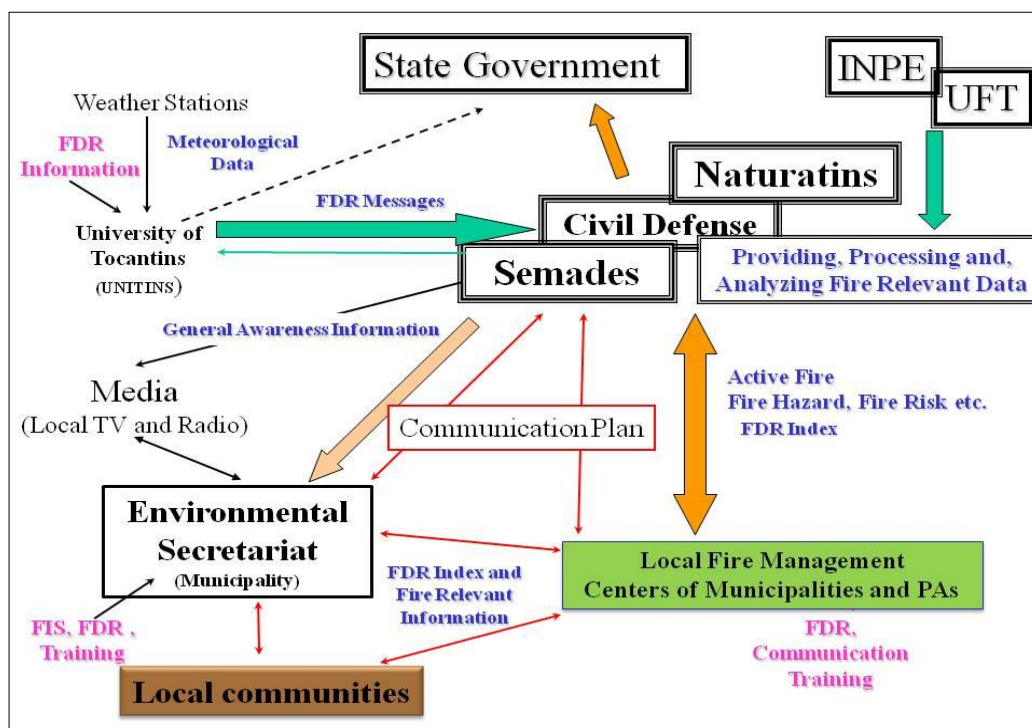 State Government
INPE
UFT
Weather Stations
FDR
Information
Meteorological
Data
Naturatins
FDR Messages
Civil Defense
University of
Tocantins
(UNITINS)
Semades
Providing, Processing and,
Analyzing Fire Relevant Data
General Awareness Information
Media
(Local TV and Radio)
Active Fire
Fire Hazard, Fire Risk etc.
FDR Index
Communication Plan
Environmental
Secretariat
(Municipality)
Local Fire Management
Centers of Municipalities and PAs
FDR Index and
Fire Relevant
Information
FIS, FDR ,
Training
FDR,
Communication
Training
Local communities